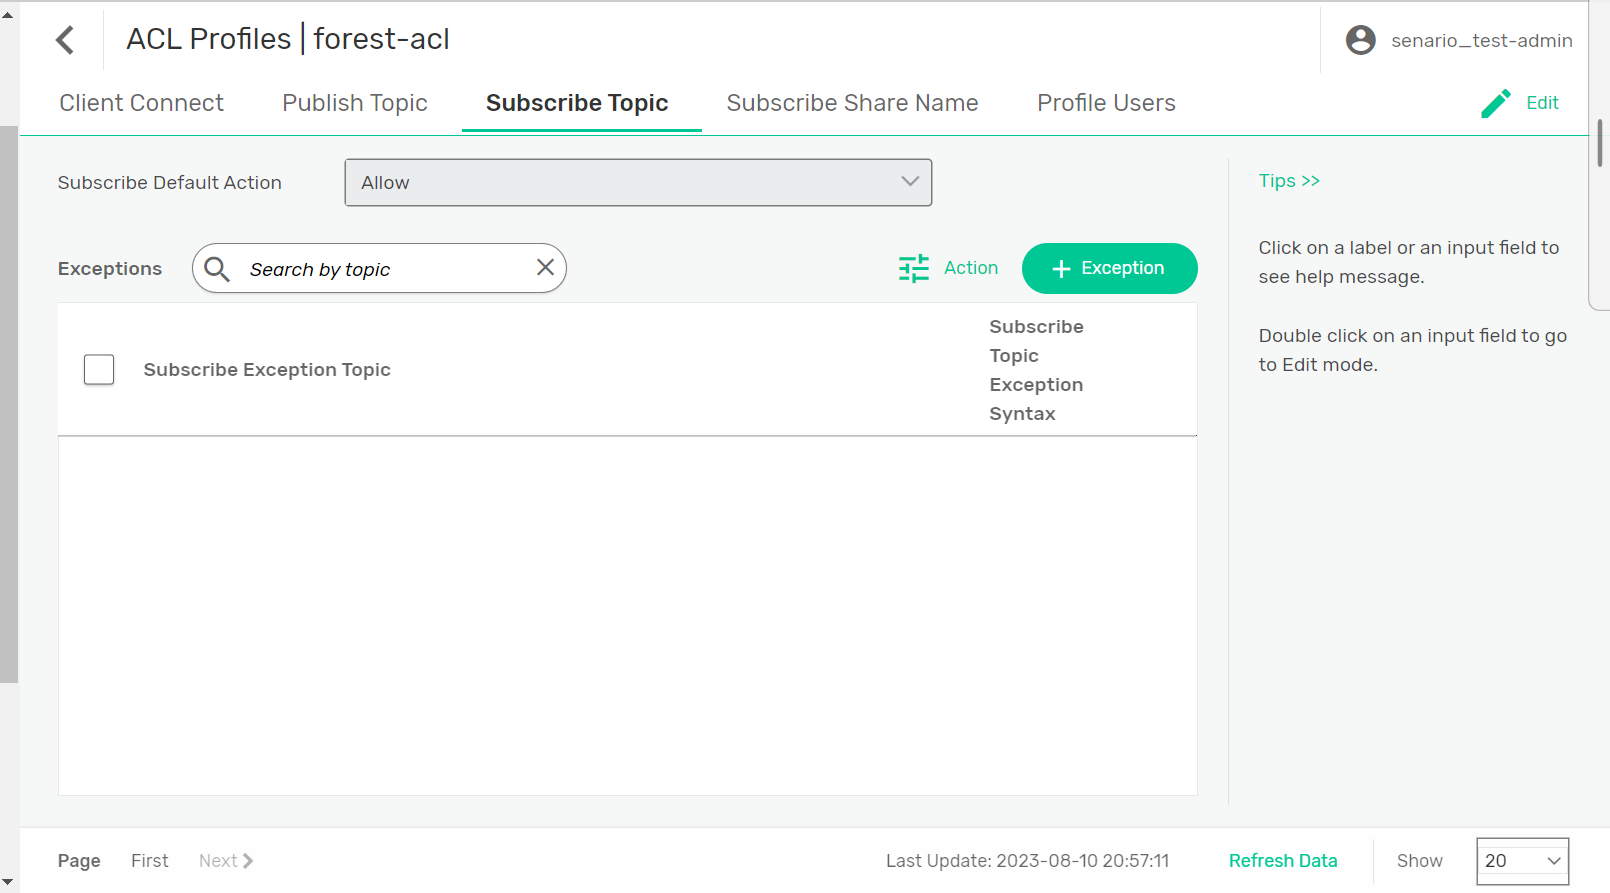 ACL Profiles | forest-acl
senario_test-admin
Client Connect
Publish Topic
Subscribe Topic
Subscribe Share Name
Profile Users
Edit
Subscribe Default Action
Allow
Tips >>
Click on a label or an input field to
see help message.
Double click on an input field to go
to Edit mode.
Exceptions
Search by topic
Action
+ Exception
Subscribe Exception Topic
Subscribe
Topic
Exception
Syntax
Page
First
Next
Last Update: 2023-08-10 20:57:11
Refresh Data
Show
20